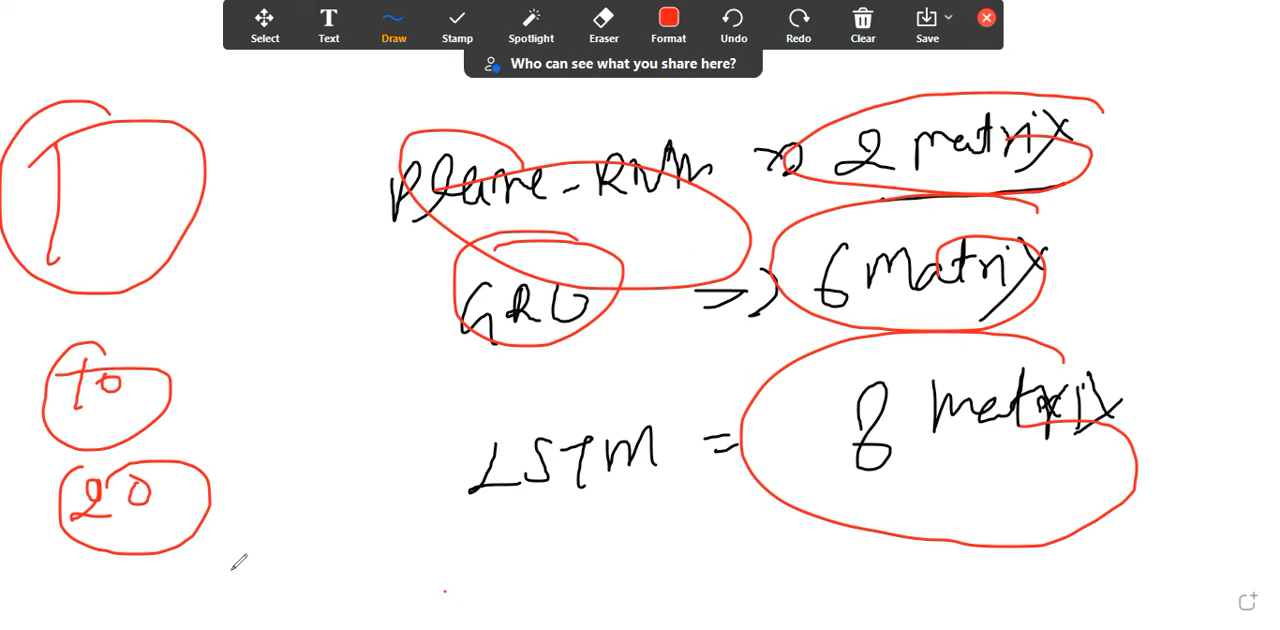 Select Text Draw Stamp Spotlight Eraser Format Undo Redo Clear Save
Who can see what you share here?
Plane-RNN => 2 matrix
GRU => 6 Matrix
LSTM = 8 matrix
T
10
20